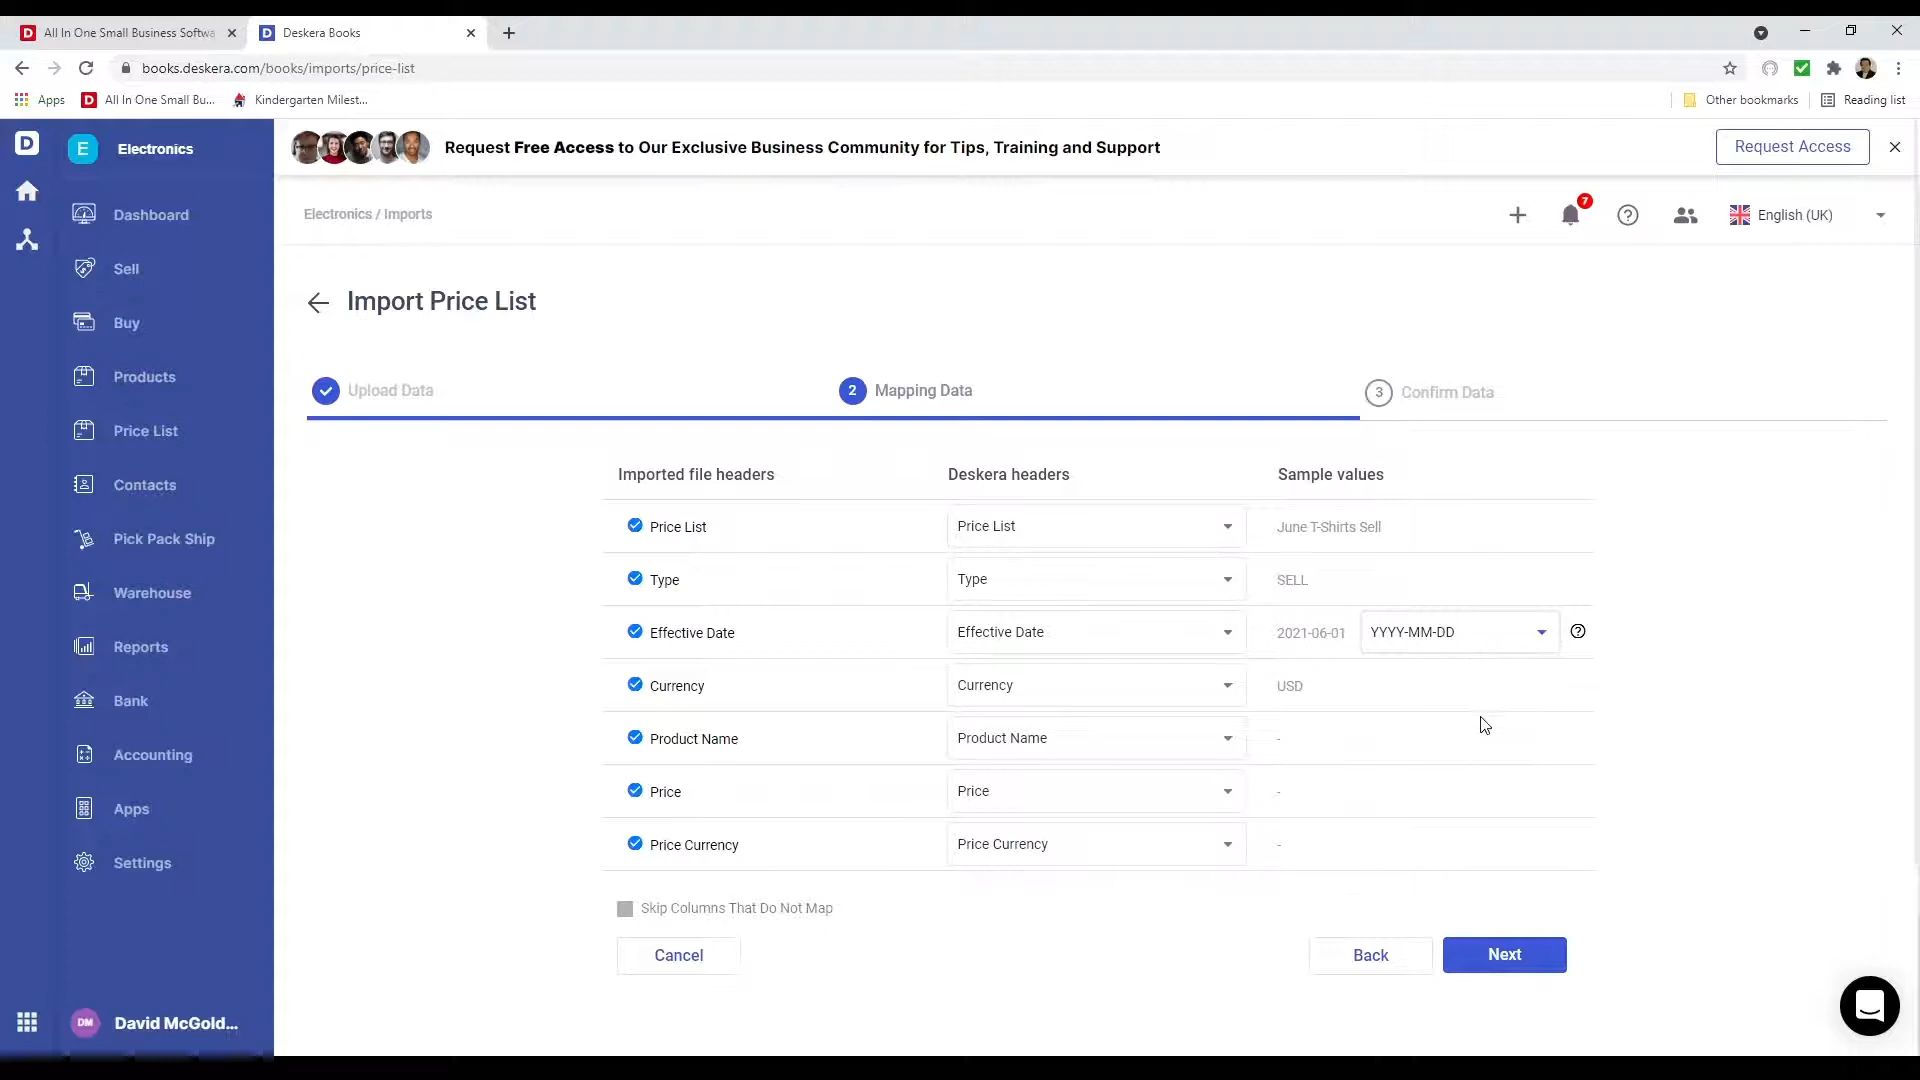 All In One Small Business Softwa
Deskera Books
books.deskera.com/books/imports/price-list
Apps
All In One Small Bu...
Kindergarten Milest...
Other bookmarks
Reading list
E
Electronics
Request Free Access to Our Exclusive Business Community for Tips, Training and Support
Request Access
Electronics / Imports
7
English (UK)
Dashboard
Sell
Buy
Products
Price List
Contacts
Pick Pack Ship
Warehouse
Reports
Bank
Accounting
Apps
Settings
DM
David McGold...
Import Price List
Upload Data
2 Mapping Data
3 Confirm Data
Imported file headers Deskera headers Sample values
Price List Price List June T-Shirts Sell
Type Type SELL
Effective Date Effective Date 2021-06-01 YYYY-MM-DD
Currency Currency USD
Product Name Product Name -
Price Price -
Price Currency Price Currency -
Skip Columns That Do Not Map
Cancel
Back
Next